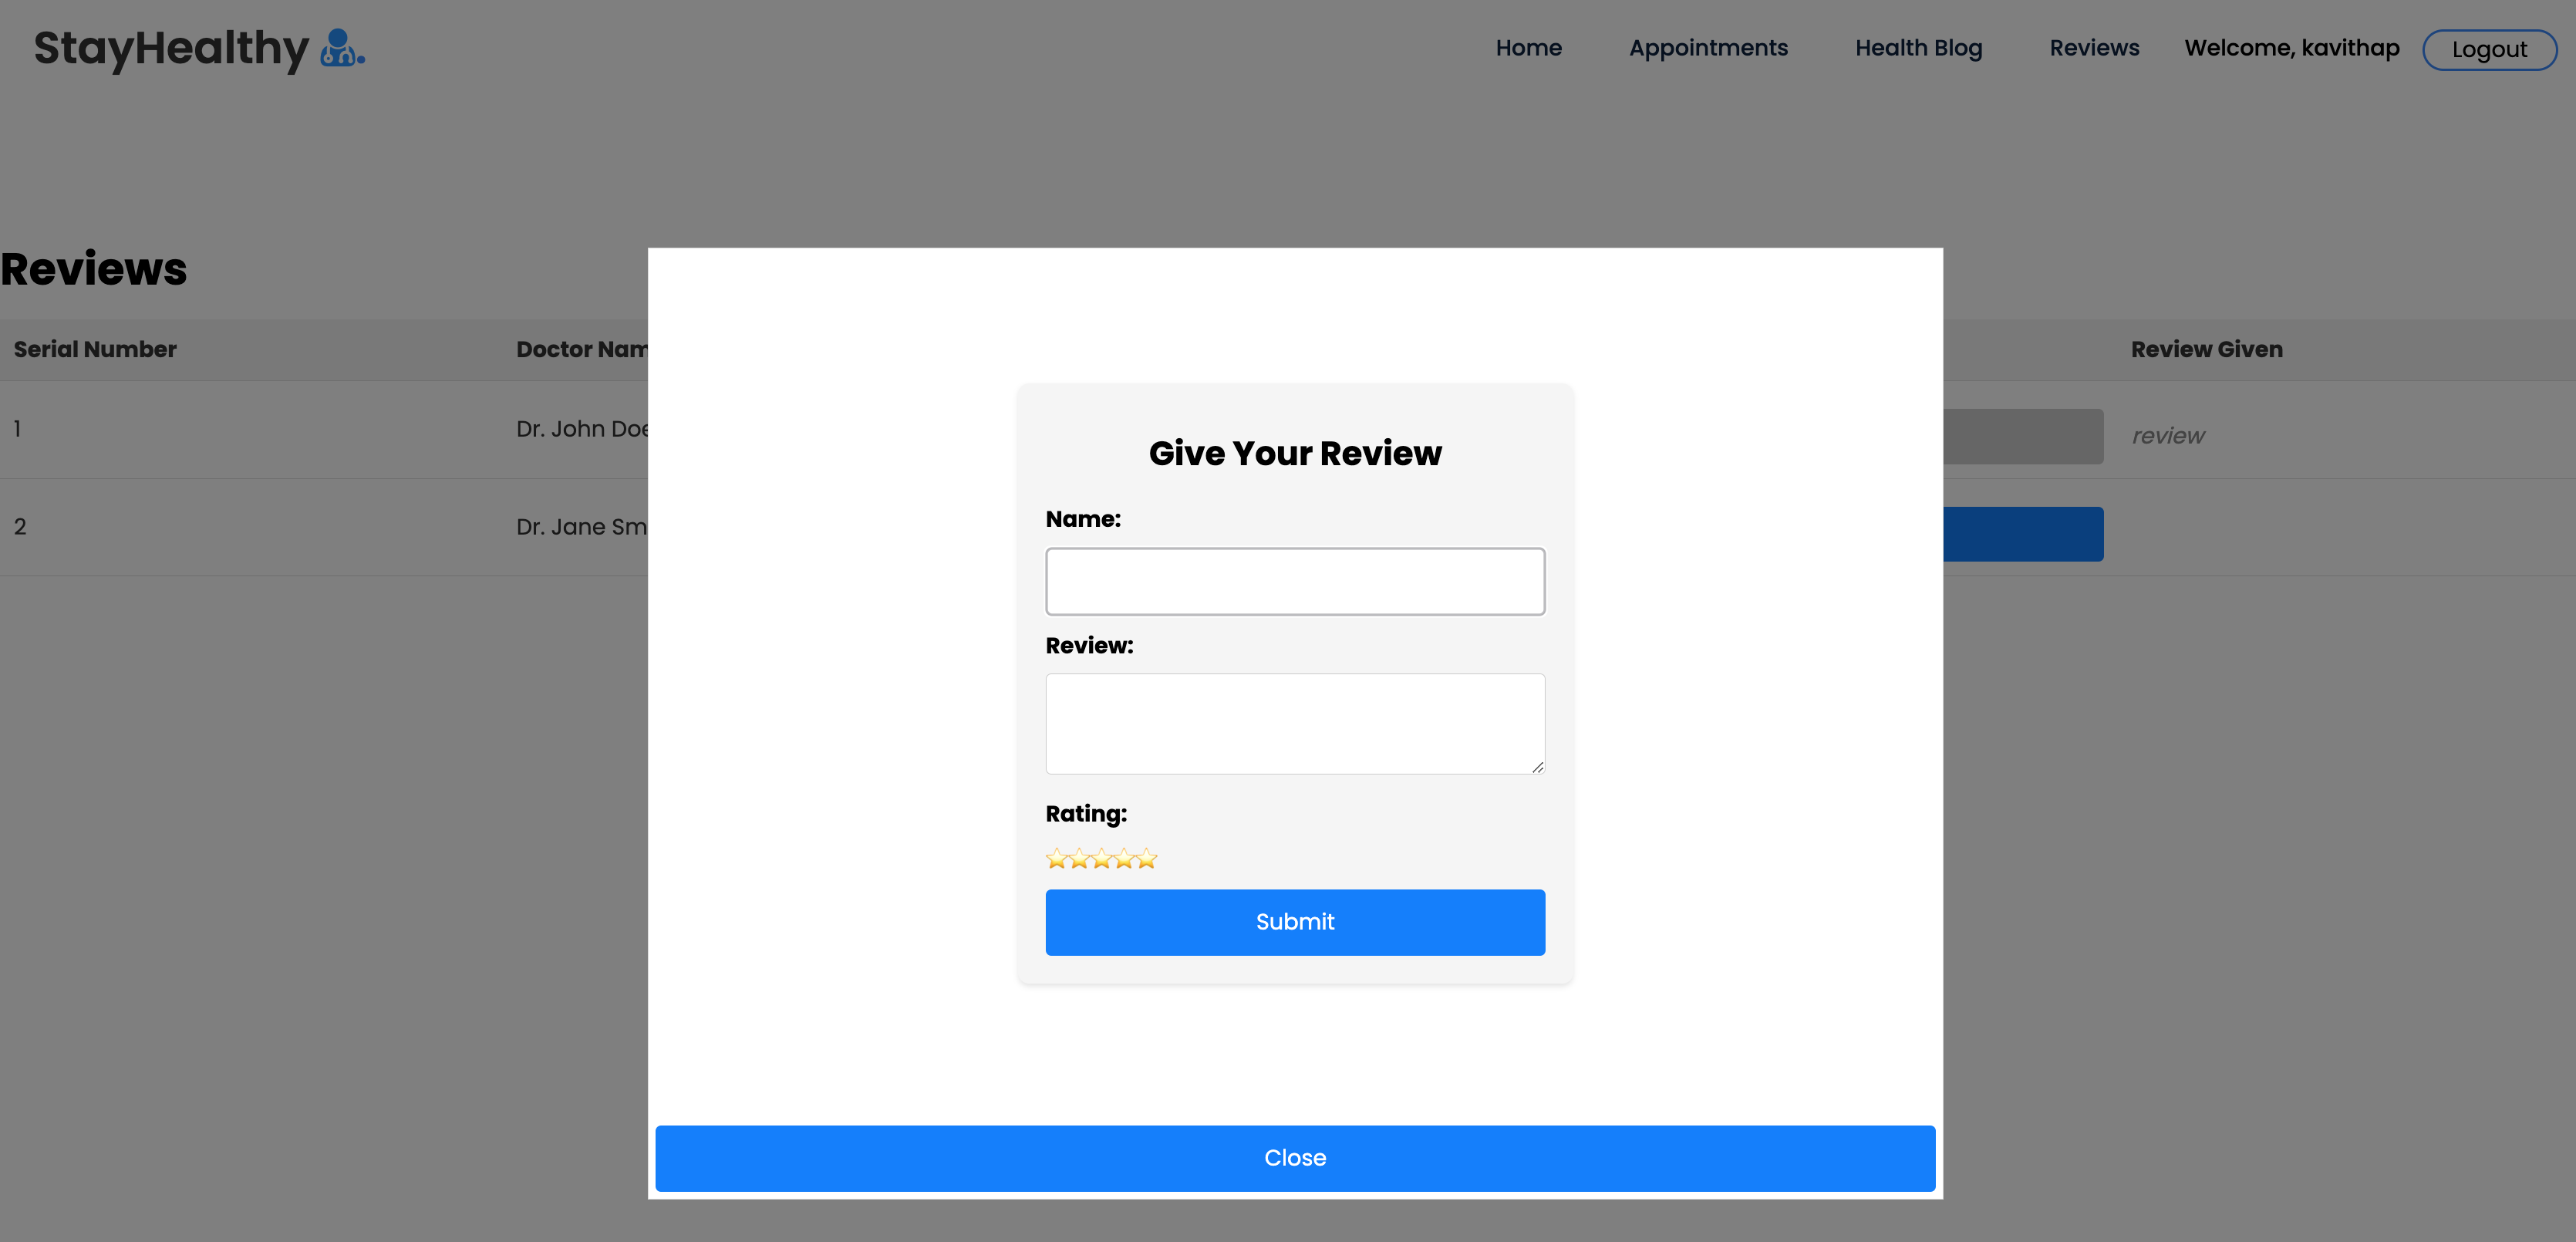 StayHealthy
Home Appointments Health Blog Reviews Welcome, kavithap Logout
Reviews
Serial Number Doctor Nam Review Given
1 Dr. John Doe review
2 Dr. Jane Sm
Give Your Review
Name:
Review:
Rating:
Submit
Close